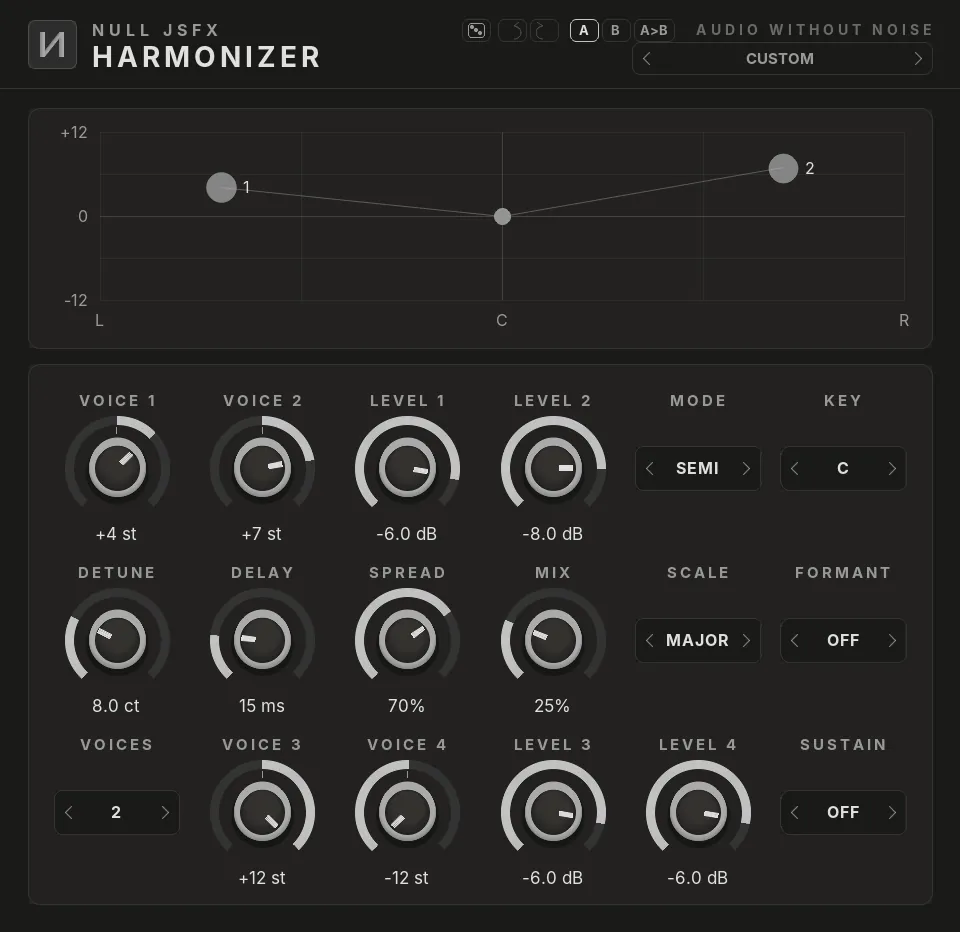 NULL JSFX
HARMONIZER
A B A>B AUDIO WITHOUT NOISE
CUSTOM
+12
1
2
0
-12
L C R
VOICE 1 VOICE 2 LEVEL 1 LEVEL 2 MODE KEY
SEMI C
+4 st +7 st -6.0 dB -8.0 dB
DETUNE DELAY SPREAD MIX SCALE FORMANT
MAJOR OFF
8.0 ct 15 ms 70% 25%
VOICES VOICE 3 VOICE 4 LEVEL 3 LEVEL 4 SUSTAIN
2 OFF
+12 st -12 st -6.0 dB -6.0 dB